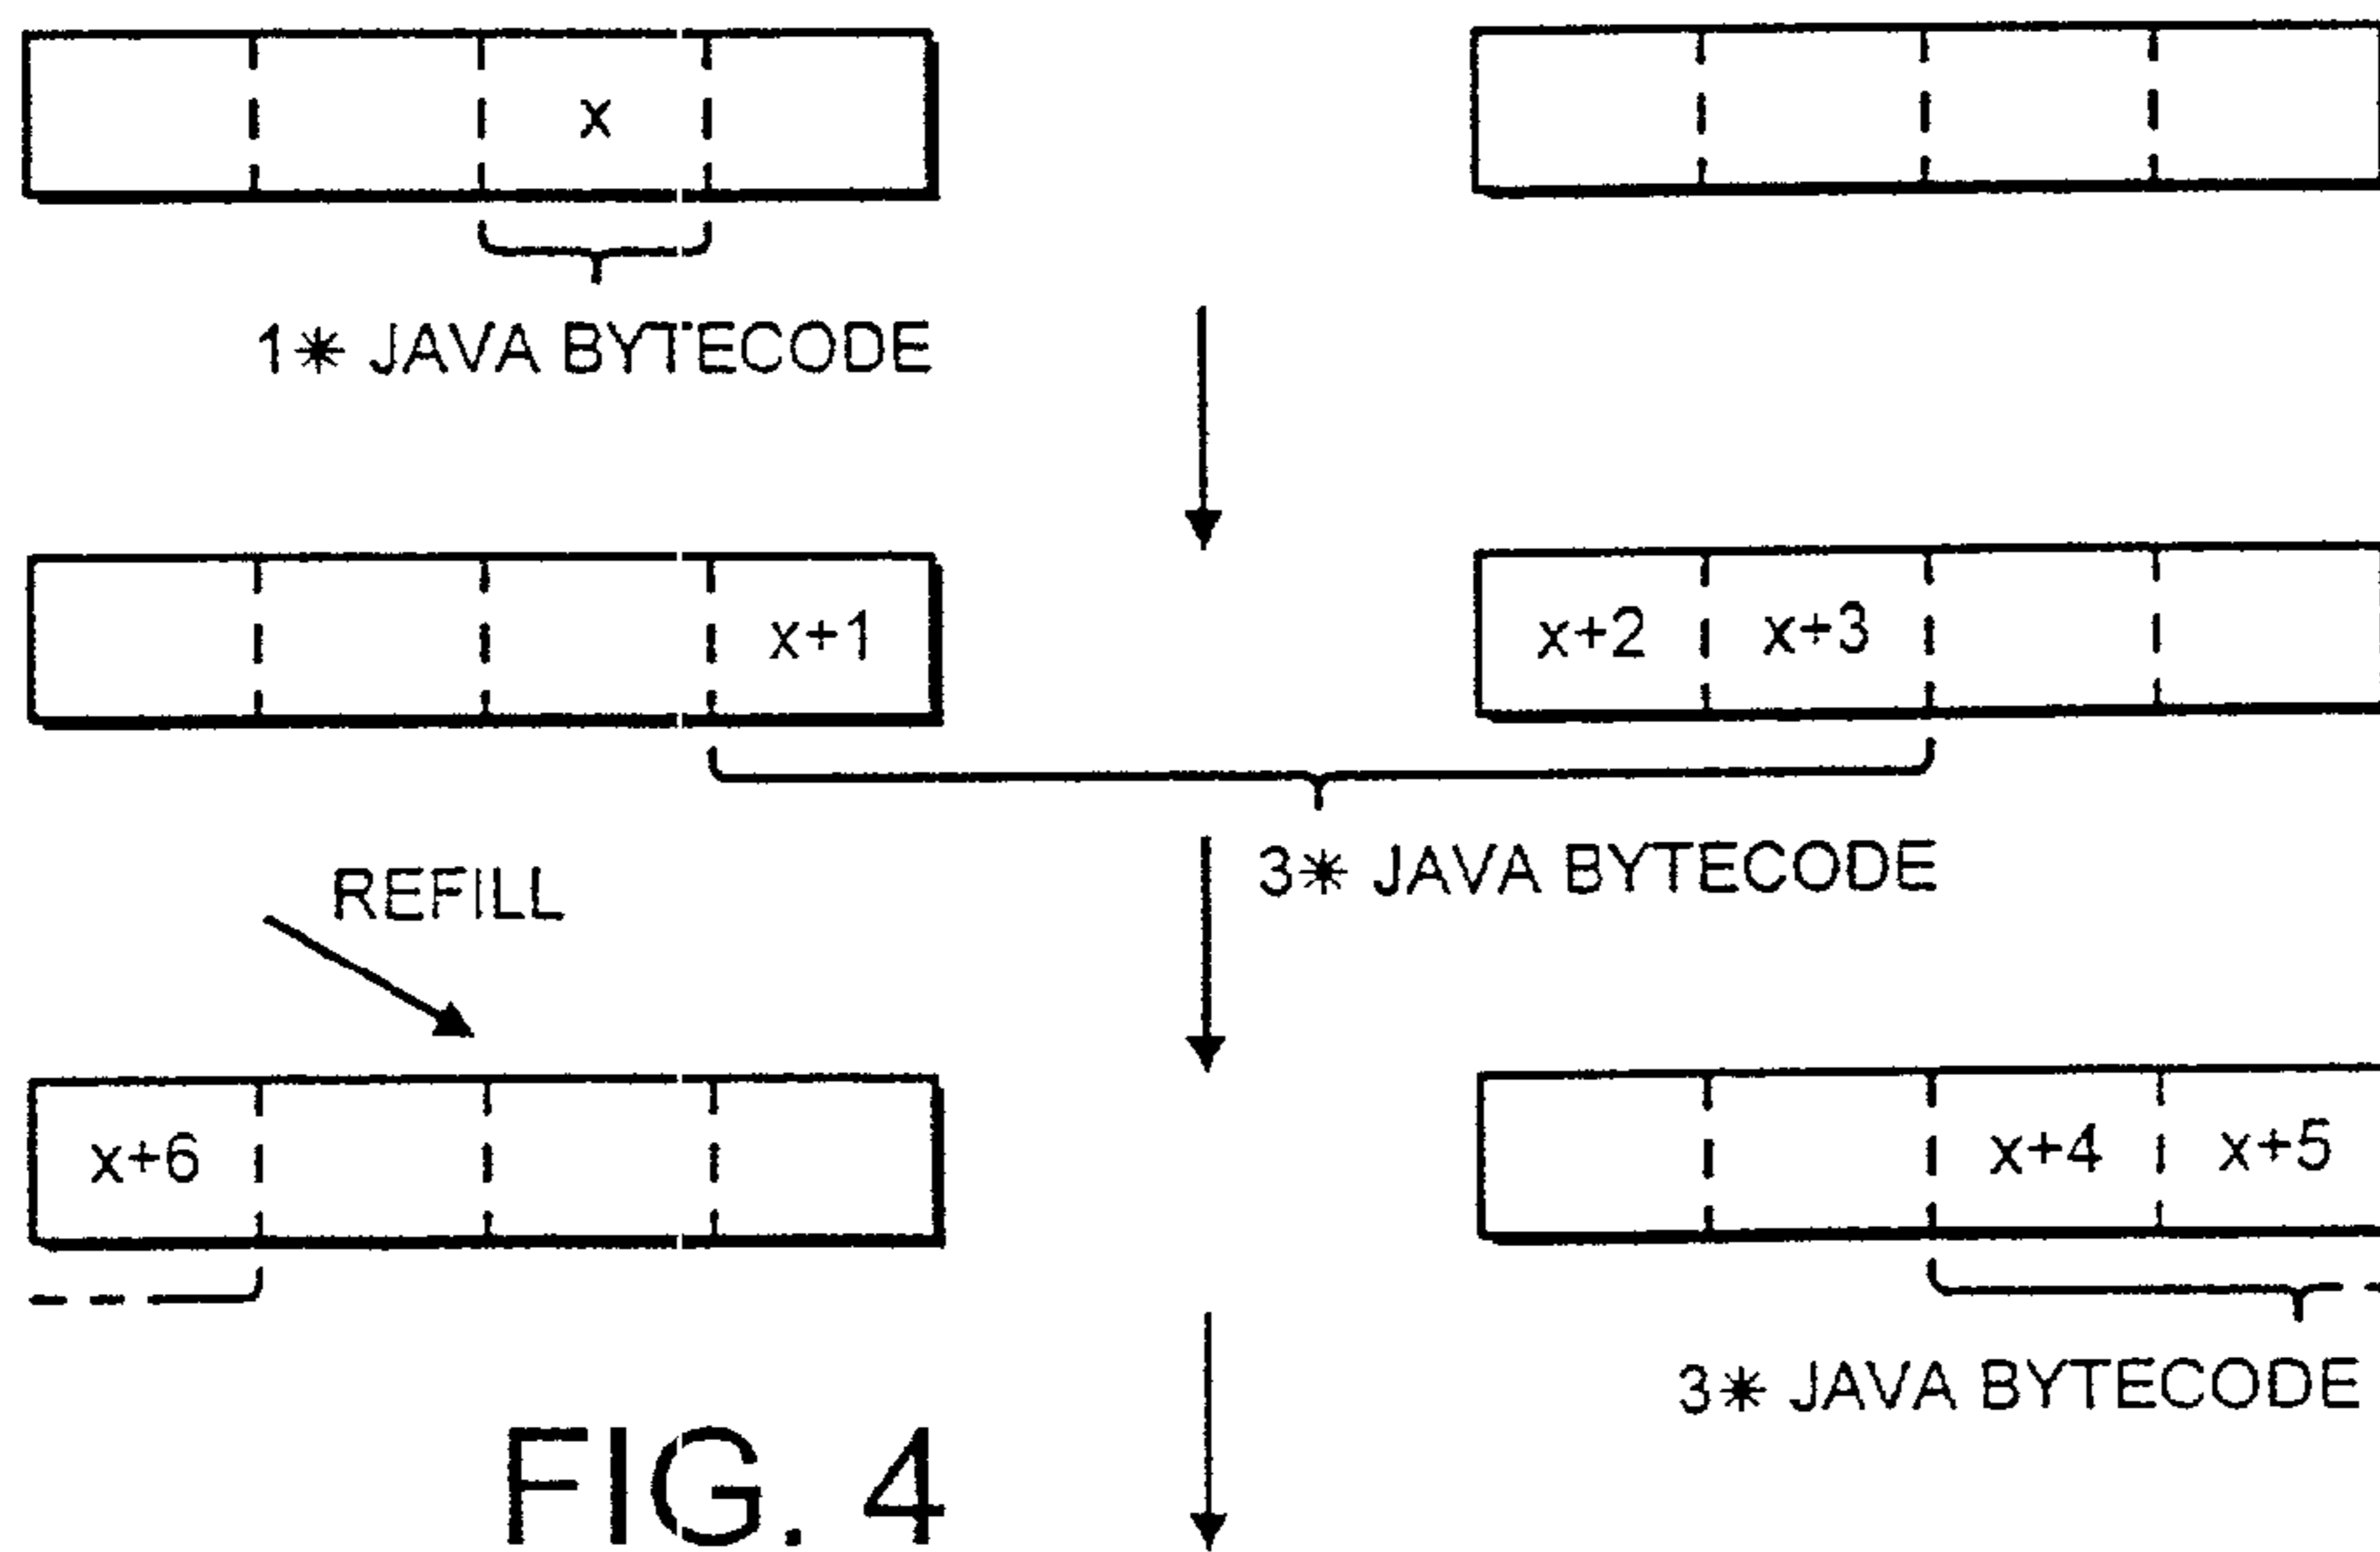 x
1* JAVA BYTECODE
x+1
x+2
x+3
3* JAVA BYTECODE
REFILL
x+6
x+4
x+5
3* JAVA BYTECODE
FIG. 4